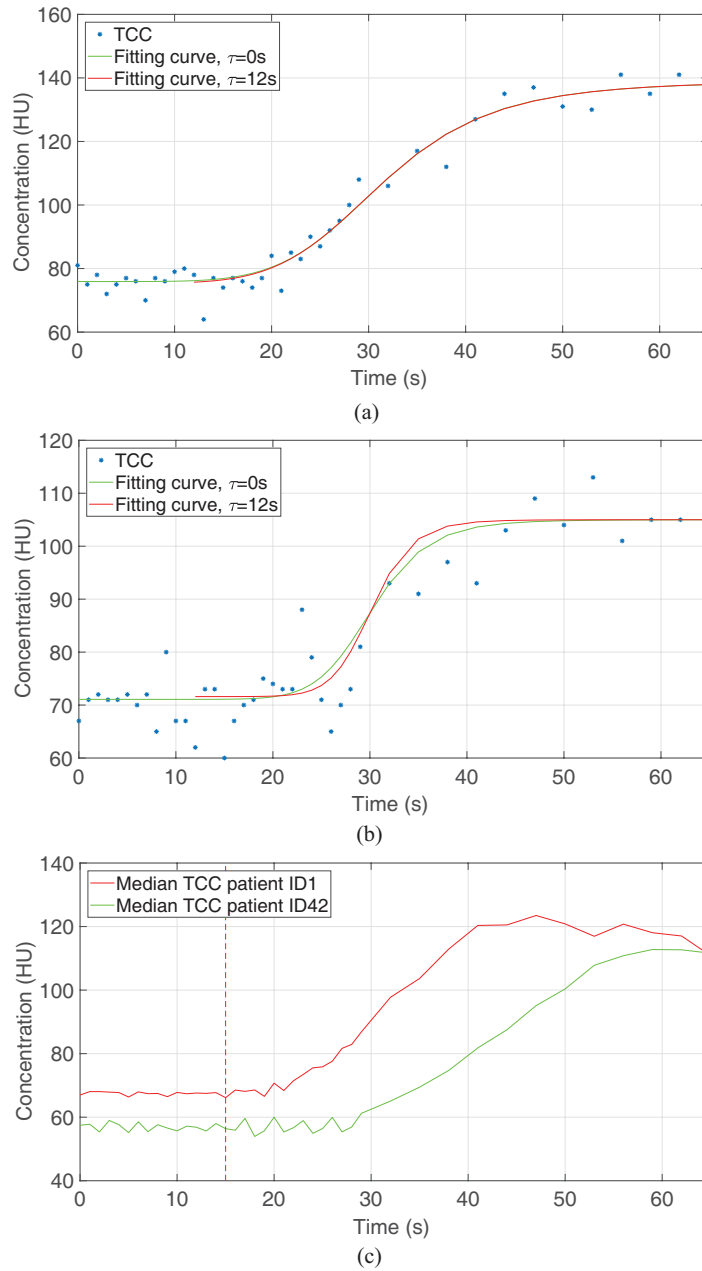 TCC
Fitting curve, τ=0s
Fitting curve, τ=12s
Concentration (HU)
140
120
100
80
60
0 10 20 30 40 50 60
Time (s)
(a)
TCC
Fitting curve, τ=0s
Fitting curve, τ=12s
Concentration (HU)
120
110
100
90
80
70
60
0 10 20 30 40 50 60
Time (s)
(b)
Median TCC patient ID1
Median TCC patient ID42
Concentration (HU)
140
120
100
80
60
40
0 10 20 30 40 50 60
Time (s)
(c)